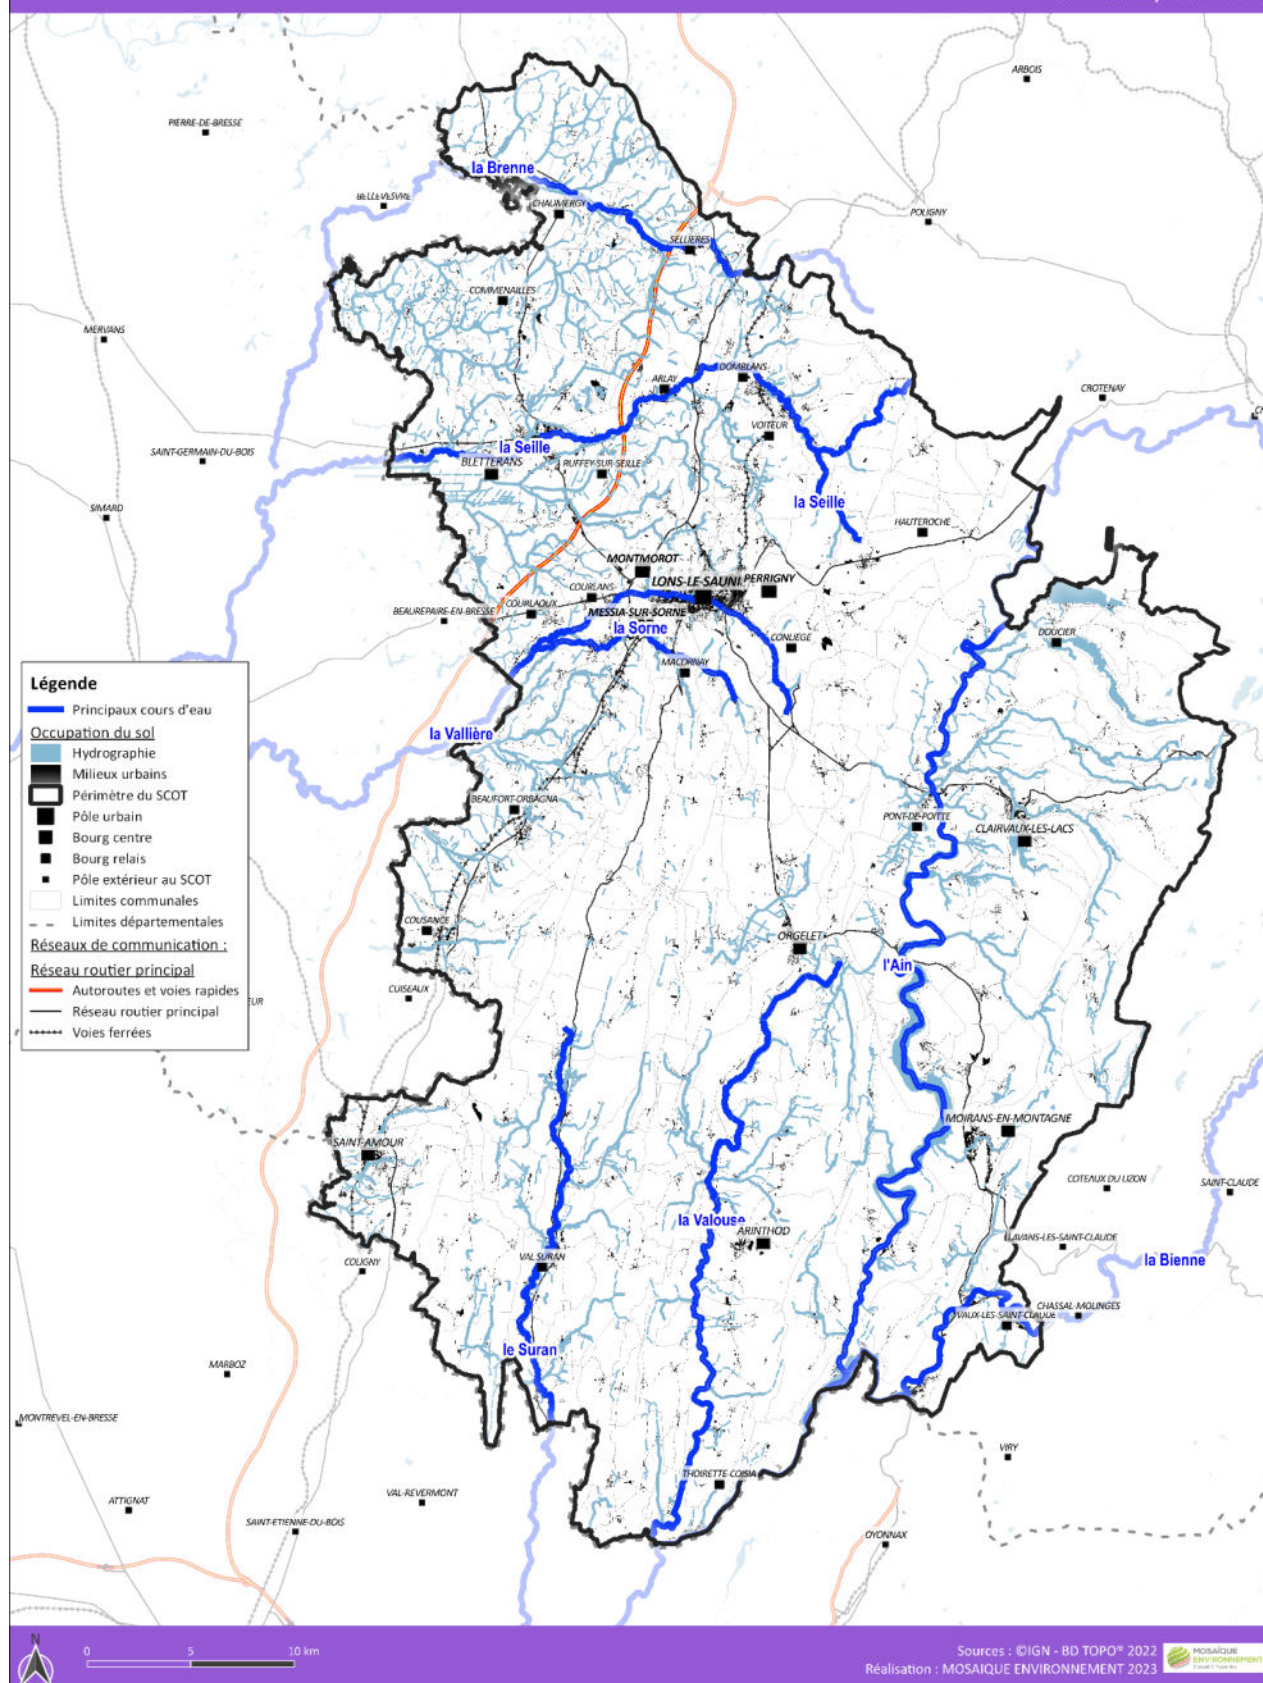 ARBOIS
PIERRE-DE-BRESSE
la Brenne
BELLEVESVRE
CHAUMERGY
POLIGNY
SELLIERES
COMMENAILLES
MERVANS
DOMBLANS
ARLAY
CROTENAY
VOITEUR
la Seille
SAINT-GERMAIN-DU-BOIS
BLETTERANS
RUFFEY-SUR-SEILLE
la Seille
SIMARD
HAUTEROCHE
MONTMOROT
LONS-LE-SAUNI
PERRIGNY
COURLANS
COURLAOUX
BEAUREPAIRE-EN-BRESSE
MESSIA-SUR-SORNE
la Sorne
DOUCIER
CONLIEGE
MACORNAY
la Vallière
Légende
Principaux cours d'eau
Occupation du sol
Hydrographie
Milieux urbains
Périmètre du SCOT
Pôle urbain
Bourg centre
Bourg relais
Pôle extérieur au SCOT
Limites communales
Limites départementales
Réseaux de communication :
Réseau routier principal
Autoroutes et voies rapides
Réseau routier principal
Voies ferrées
BEAUFORT-ORBAGNA
PONT-DE-POITTE
CLAIRVAUX-LES-LACS
COUSANCE
ORGELET
l'Ain
CUISEAUX
EUR
MOIRANS-EN-MONTAGNE
SAINT-AMOUR
COTEAUX DU LIZON
SAINT-CLAUDE
la Valouse
ARINTHOD
LAVANS-LES-SAINT-CLAUDE
VAL SURAN
COLIGNY
la Bienne
CHASSAL-MOLINGES
VAUX-LES-SAINT-CLAUDE
le Suran
MARBOZ
MONTREVEL-EN-BRESSE
VIRY
THOIRETTE-COISIA
VAL-REVERMONT
ATTIGNAT
SAINT-ETIENNE-DU-BOIS
OYONNAX
N
0 5 10 km
Sources : ©IGN - BD TOPO® 2022
Réalisation : MOSAIQUE ENVIRONNEMENT 2023
MOSAÏQUE
ENVIRONNEMENT